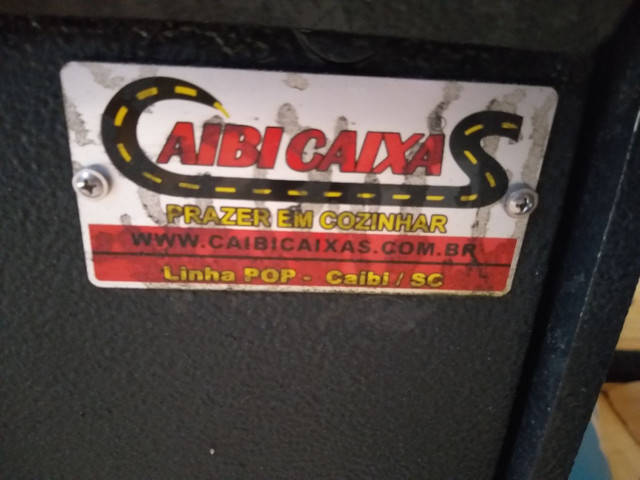 CAIBI CAIXAS
PRAZER EM COZINHAR
WWW.CAIBICAIXAS.COM.BR
Linha POP - Caibi / SC